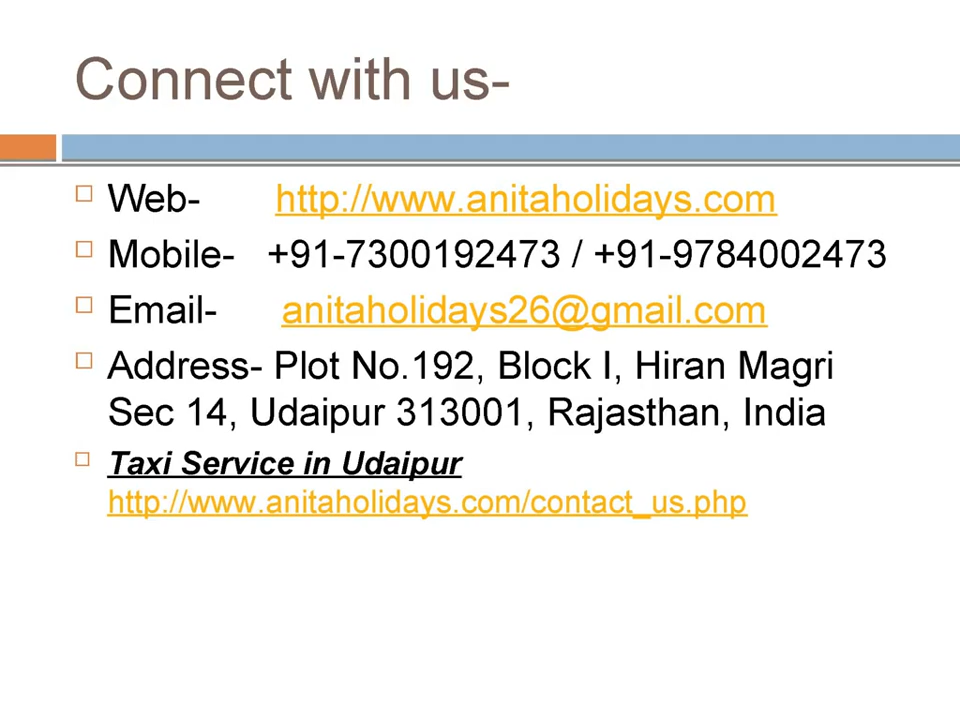 Connect with us-
Web- http://www.anitaholidays.com
Mobile- +91-7300192473 / +91-9784002473
Email- anitaholidays26@gmail.com
Address- Plot No.192, Block I, Hiran Magri
Sec 14, Udaipur 313001, Rajasthan, India
Taxi Service in Udaipur
http://www.anitaholidays.com/contact_us.php